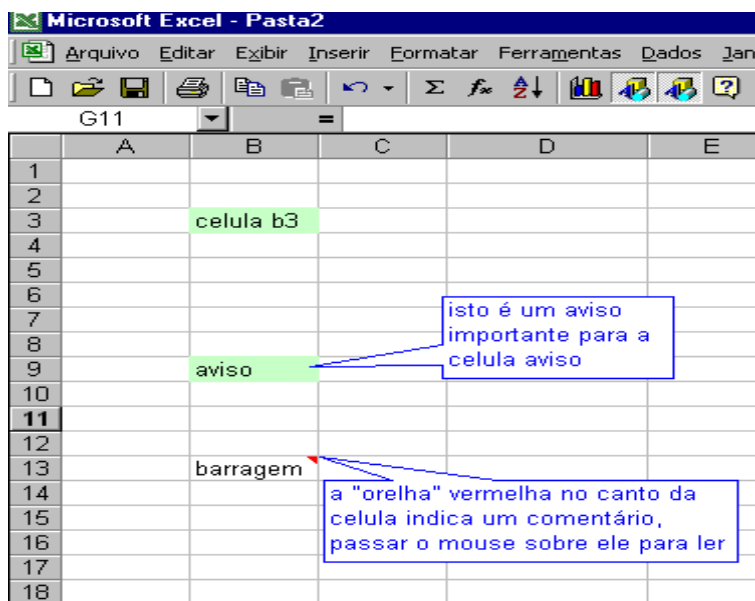 Microsoft Excel - Pasta2
Arquivo Editar Exibir Inserir Formatar Ferramentas Dados Jan
G11 =
A B C D E
1
2
3 celula b3
4
5
6
isto é um aviso
7
importante para a
8
celula aviso
9 aviso
10
11
12
13 barragem
14 a "orelha" vermelha no canto da
15 celula indica um comentário,
16 passar o mouse sobre ele para ler
17
18